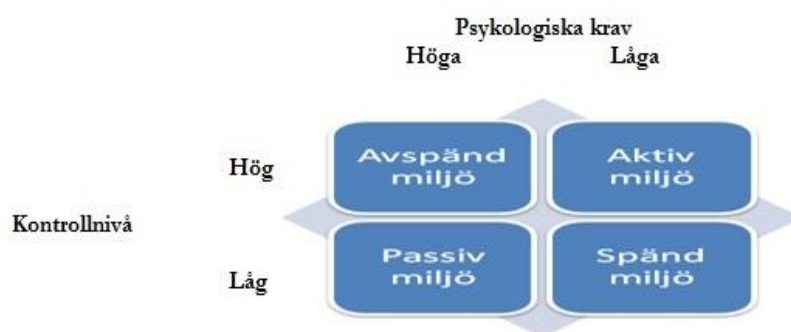 Psykologiska krav
Höga Låga
Hög
Avspänd
miljö
Aktiv
miljö
Kontrollnivå
Låg
Passiv
miljö
Spänd
miljö